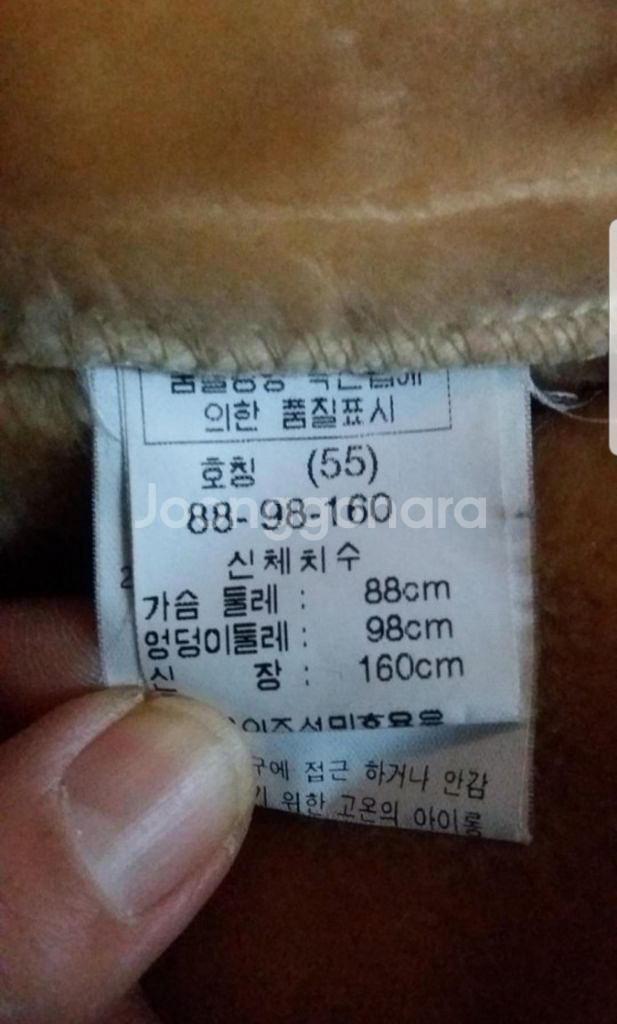 의한 품질표시
호칭 (55)
88-98-160
Joonggonara
신체치수
가슴 둘레 : 88cm
엉덩이둘레 : 98cm
신 장 : 160cm
구에 접근 하거나 안감
위한 고온의 아이롱